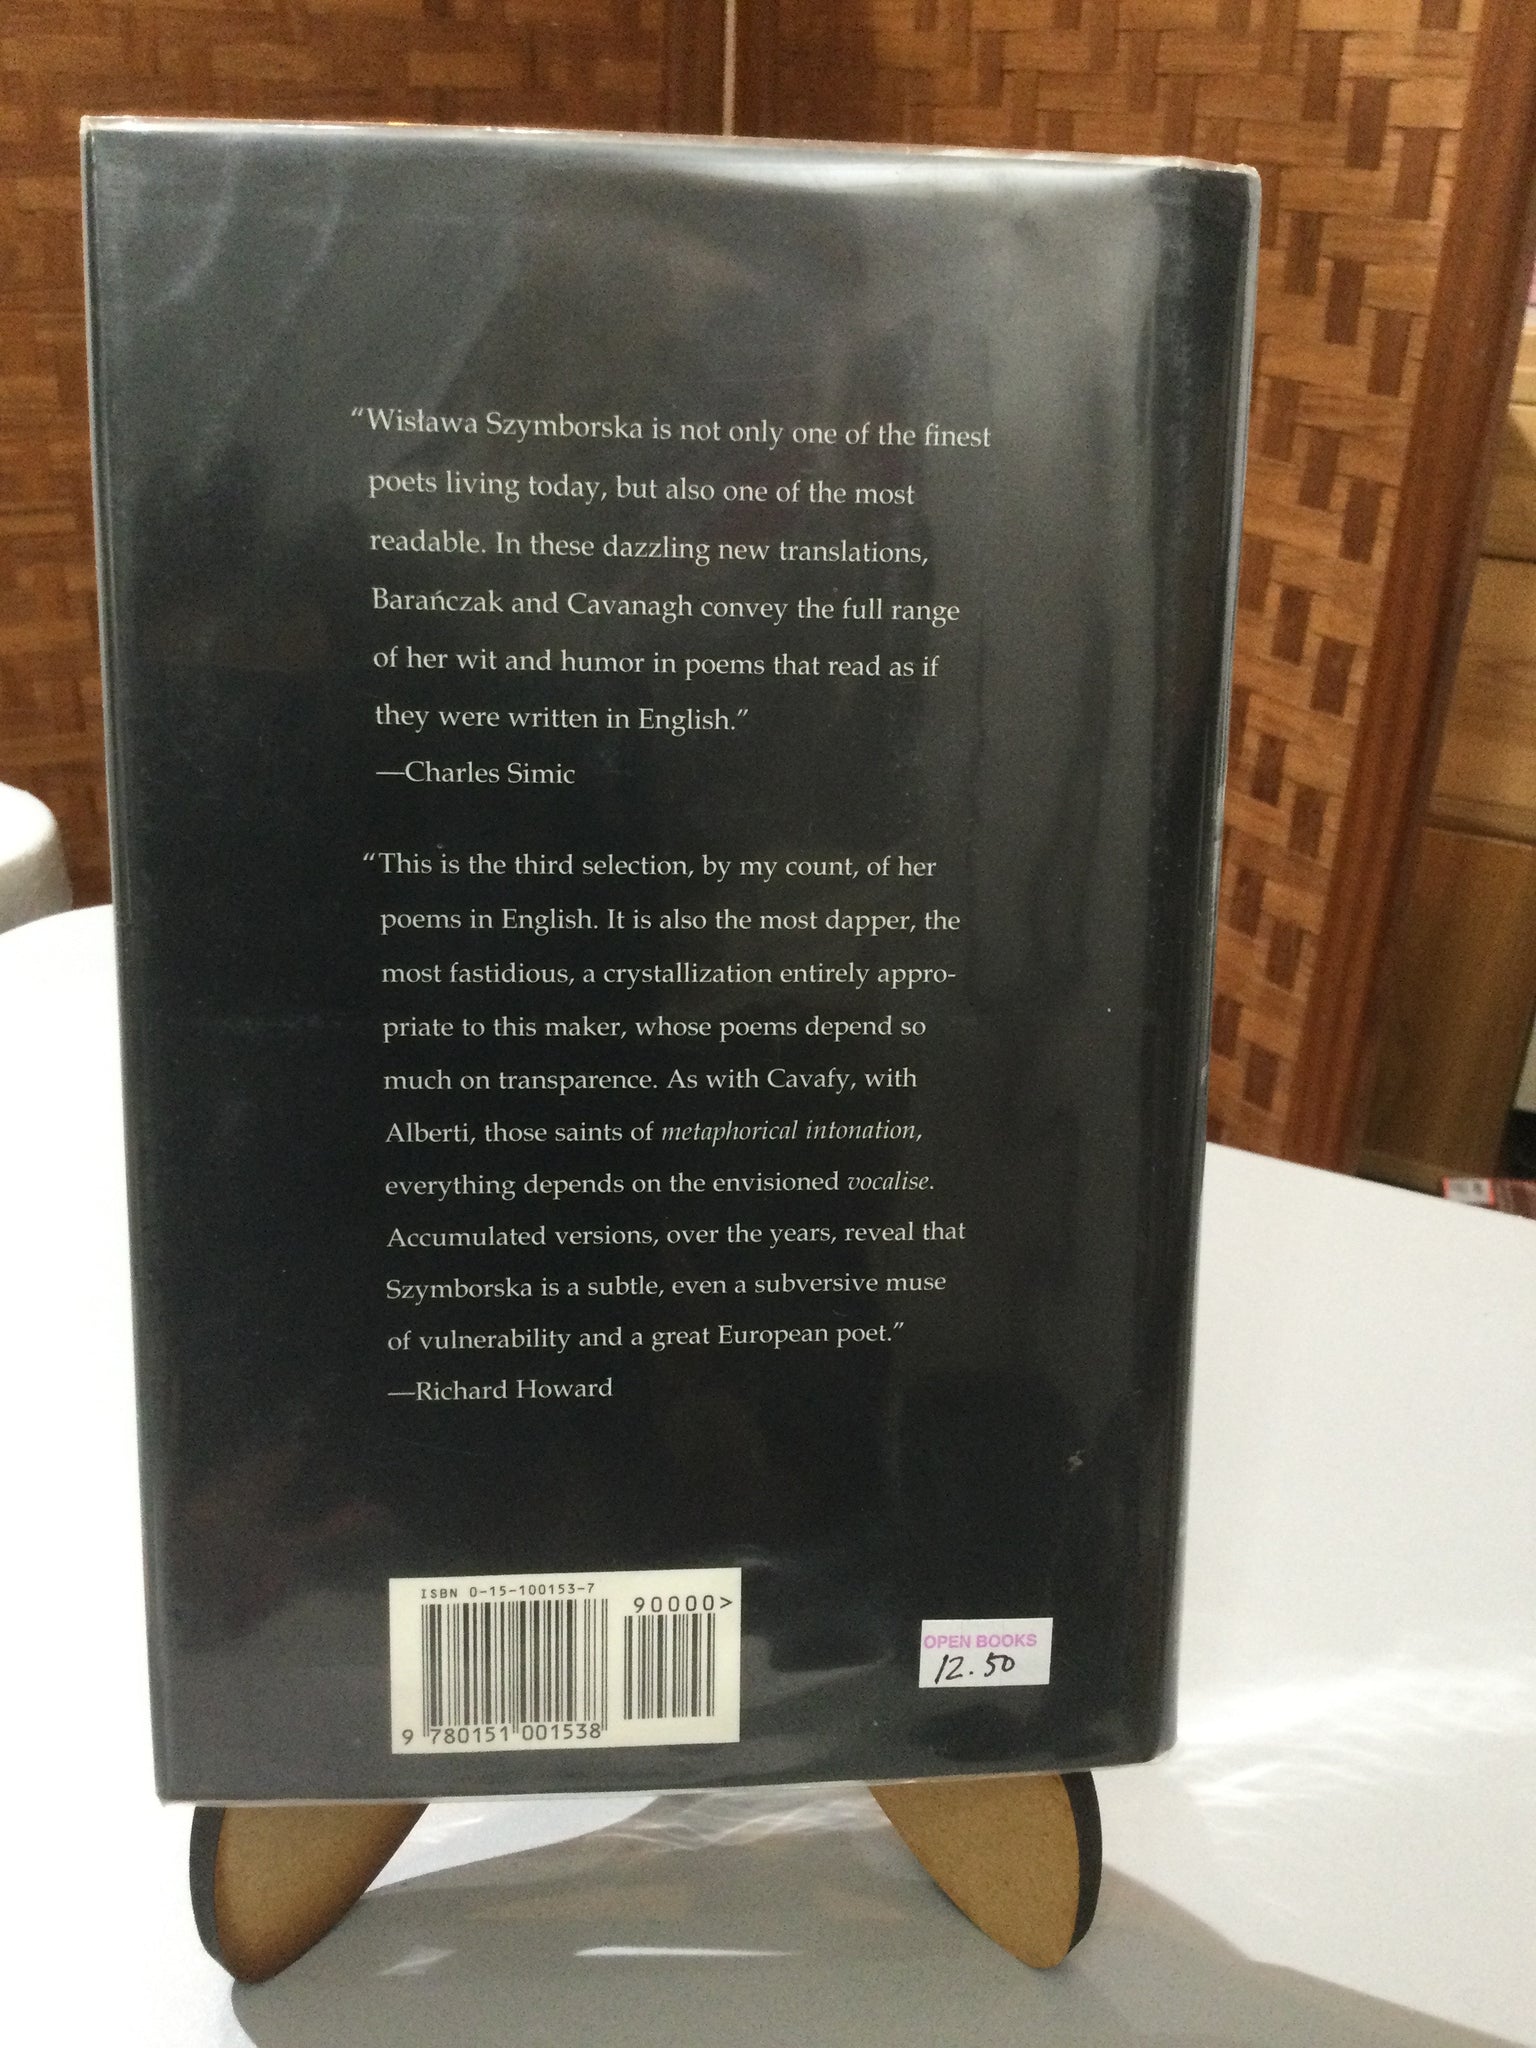 “Wisława Szymborska is not only one of the finest
poets living today, but also one of the most
readable. In these dazzling new translations,
Barańczak and Cavanagh convey the full range
of her wit and humor in poems that read as if
they were written in English.”
—Charles Simic
“This is the third selection, by my count, of her
poems in English. It is also the most dapper, the
most fastidious, a crystallization entirely appro-
priate to this maker, whose poems depend so
much on transparence. As with Cavafy, with
Alberti, those saints of metaphorical intonation,
everything depends on the envisioned vocalise.
Accumulated versions, over the years, reveal that
Szymborska is a subtle, even a subversive muse
of vulnerability and a great European poet.”
—Richard Howard
ISBN 0-15-100153-7
90000>
9 780151 001538
OPEN BOOKS
12.50